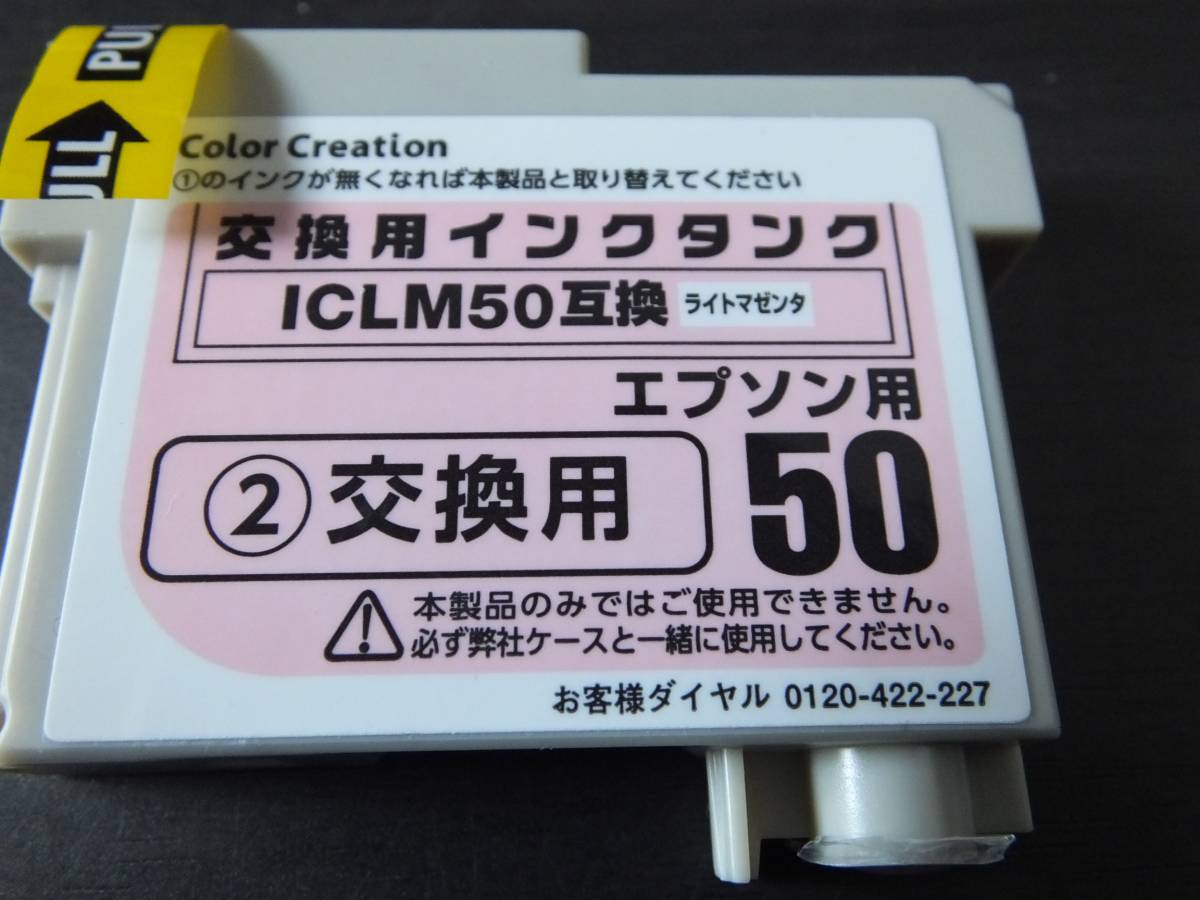 PUL
ULL
Color Creation
①のインクが無くなれば本製品と取り替えてください
交換用インクタンク
ICLM50互換 ライトマゼンタ
エプソン用
50
②交換用
本製品のみではご使用できません。
必ず弊社ケースと一緒に使用してください。
お客様ダイヤル 0120-422-227